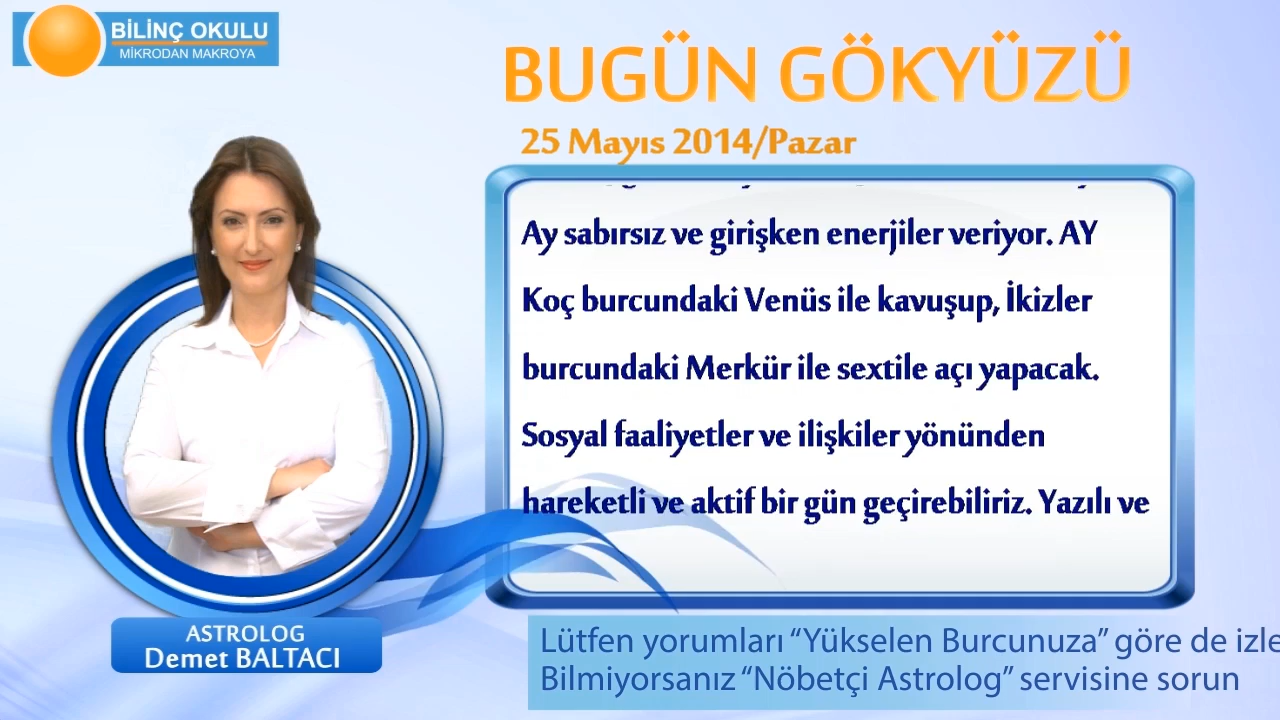 BİLİNÇ OKULU
MİKRODAN MAKROYA
BUGÜN GÖKYÜZÜ
25 Mayıs 2014/Pazar
Ay sabırsız ve girişken enerjiler veriyor. AY
Koç burcundaki Venüs ile kavuşup, İkizler
burcundaki Merkür ile sextile açı yapacak.
Sosyal faaliyetler ve ilişkiler yönünden
hareketli ve aktif bir gün geçirebiliriz. Yazılı ve
ASTROLOG
Demet BALTACI
Lütfen yorumları “Yükselen Burcunuza” göre de izle
Bilmiyorsanız “Nöbetçi Astrolog” servisine sorun